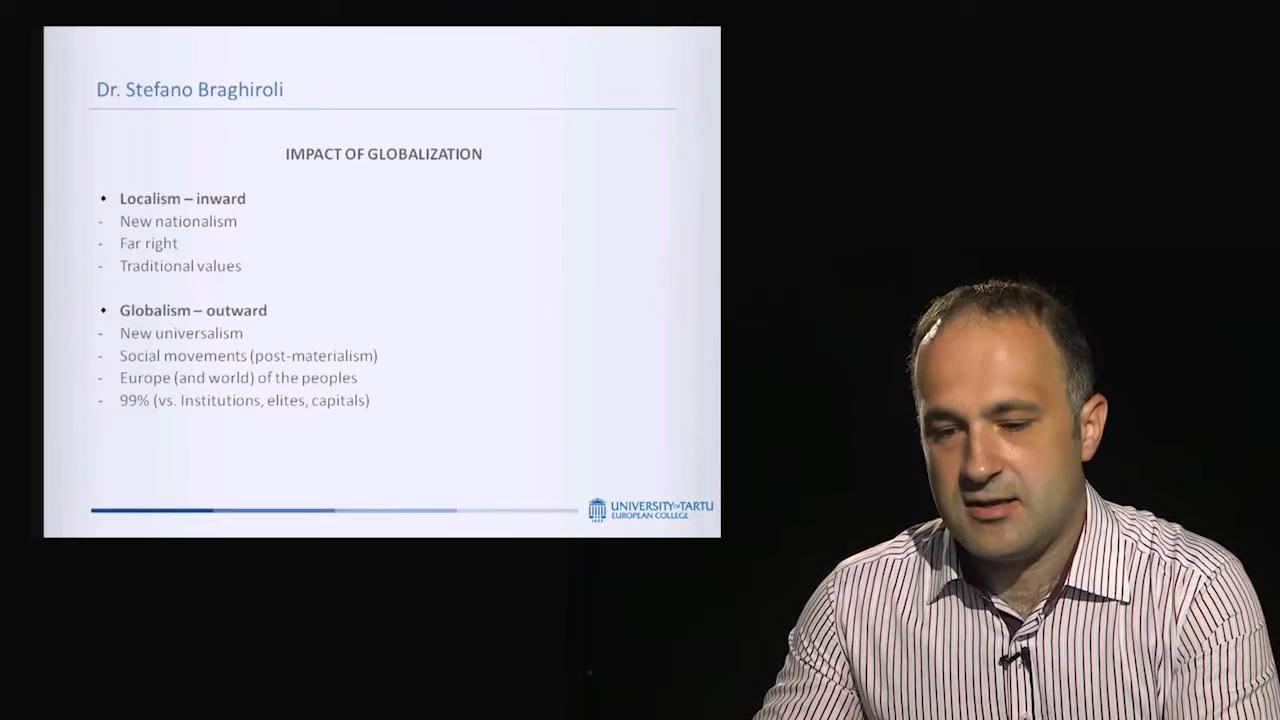 Dr. Stefano Braghiroli
IMPACT OF GLOBALIZATION
• Localism – inward
- New nationalism
- Far right
- Traditional values
• Globalism – outward
- New universalism
- Social movements (post-materialism)
- Europe (and world) of the peoples
- 99% (vs. Institutions, elites, capitals)
UNIVERSITY OF TARTU
EUROPEAN COLLEGE
1632